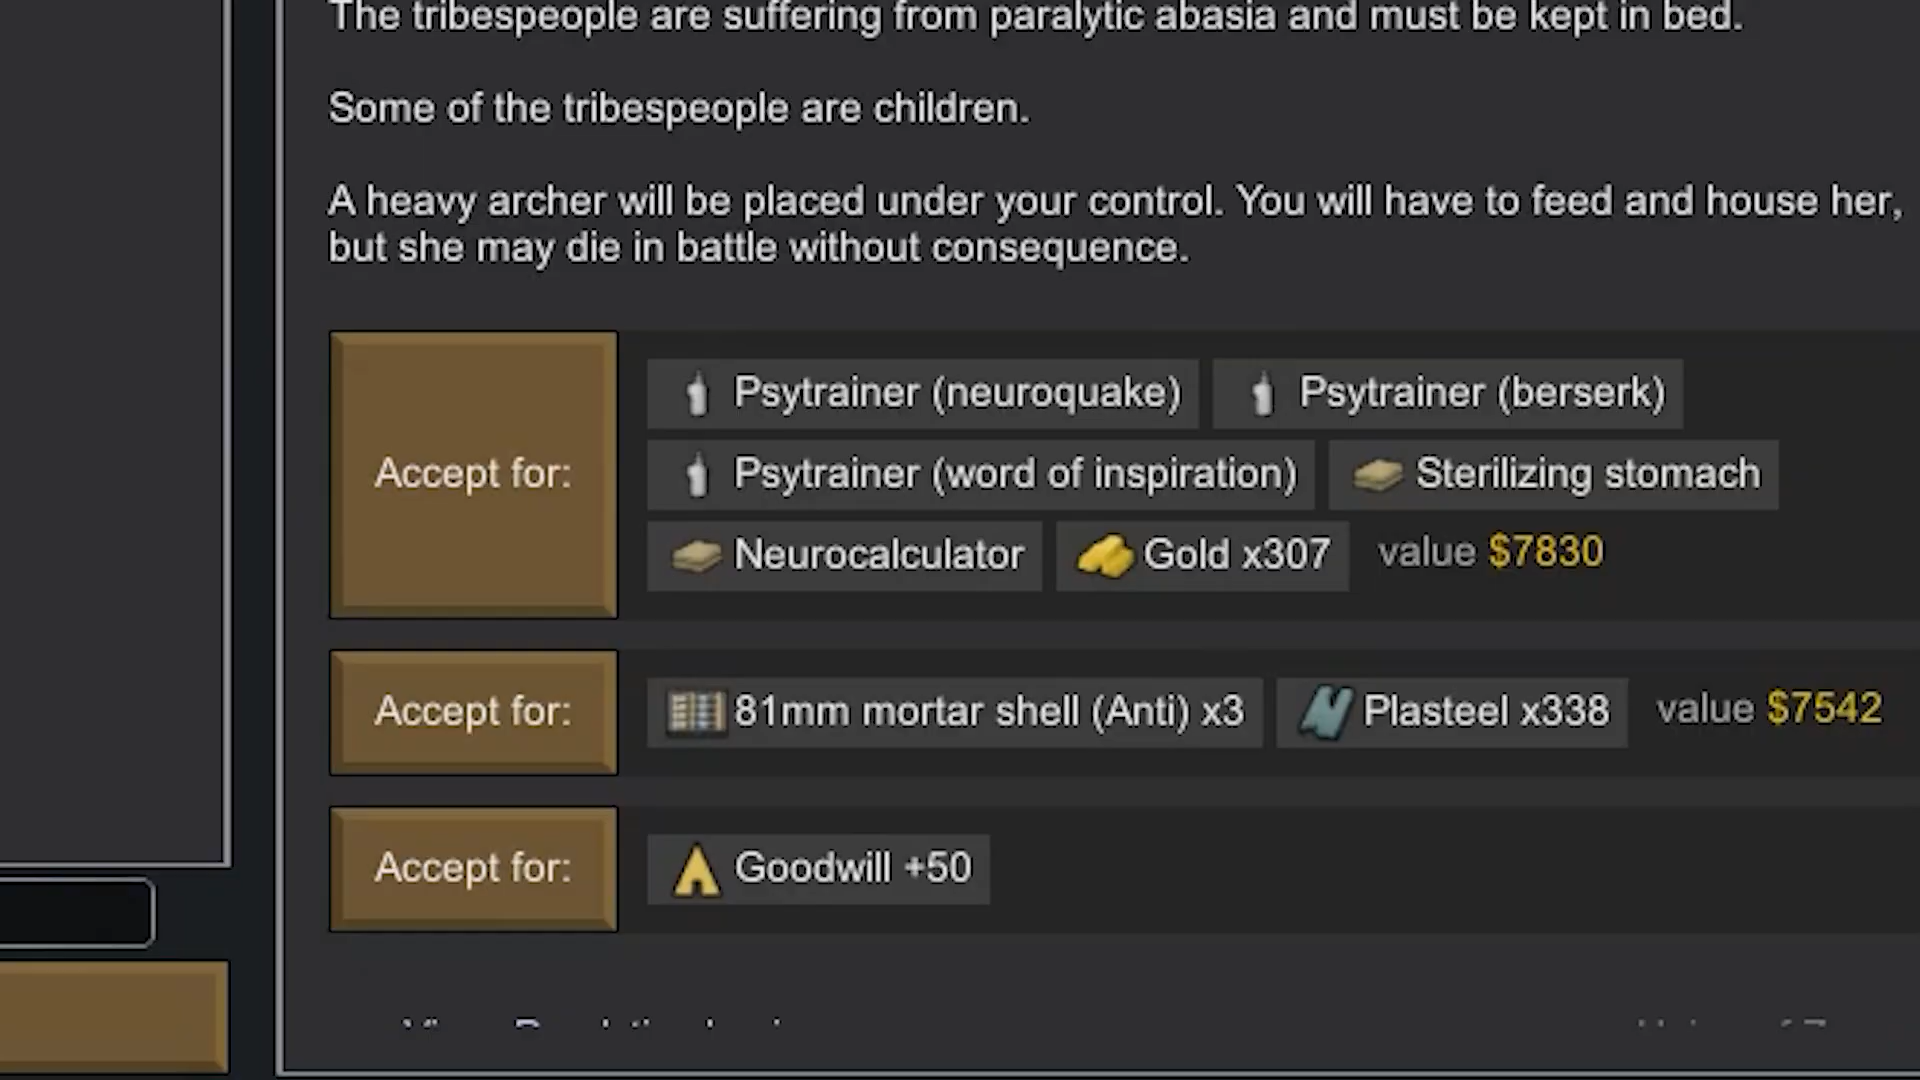 The tribespeople are suffering from paralytic abasia and must be kept in bed.
Some of the tribespeople are children.
A heavy archer will be placed under your control. You will have to feed and house her,
but she may die in battle without consequence.
Accept for:
Psytrainer (neuroquake) Psytrainer (berserk)
Psytrainer (word of inspiration) Sterilizing stomach
Neurocalculator Gold x307 value $7830
Accept for:
81mm mortar shell (Anti) x3 Plasteel x338 value $7542
Accept for:
Goodwill +50